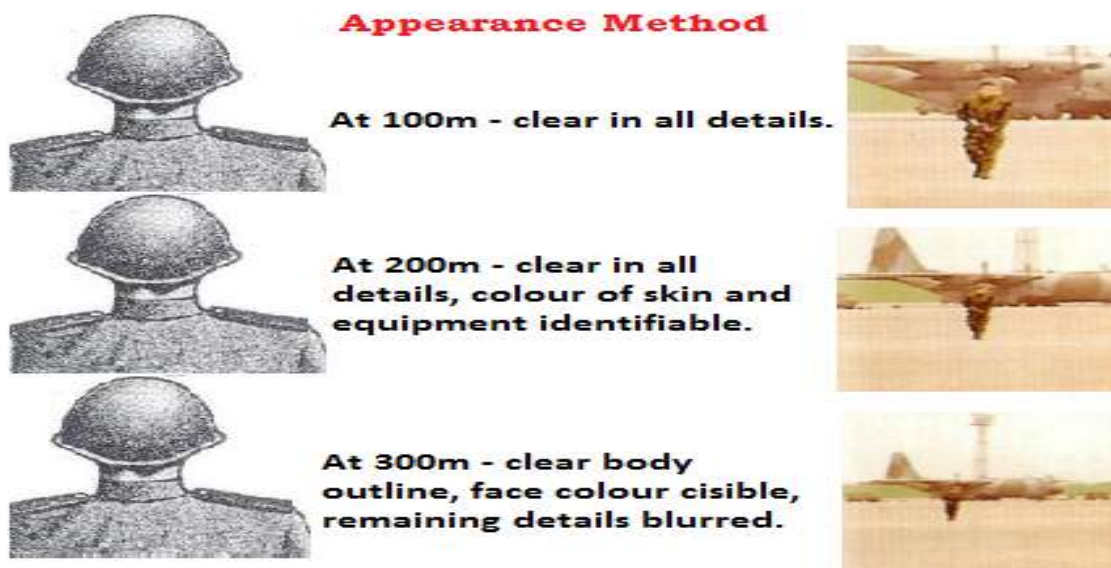 Appearance Method
At 100m - clear in all details.
At 200m - clear in all
details, colour of skin and
equipment identifiable.
At 300m - clear body
outline, face colour cisible,
remaining details blurred.